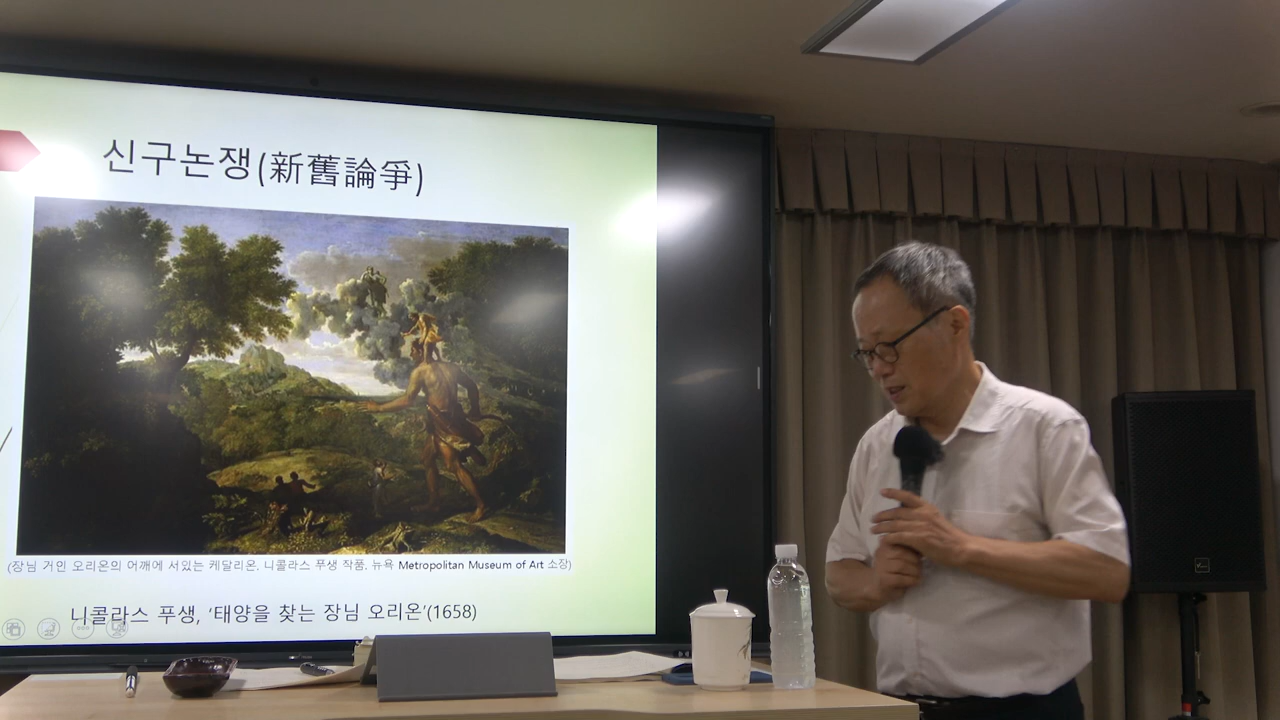 신구논쟁(新舊論爭)
(장님 거인 오리온의 어깨에 서있는 케달리온, 니콜라스 푸생 작품, 뉴욕 Metropolitan Museum of Art 소장)
니콜라스 푸생, ‘태양을 찾는 장님 오리온’(1658)